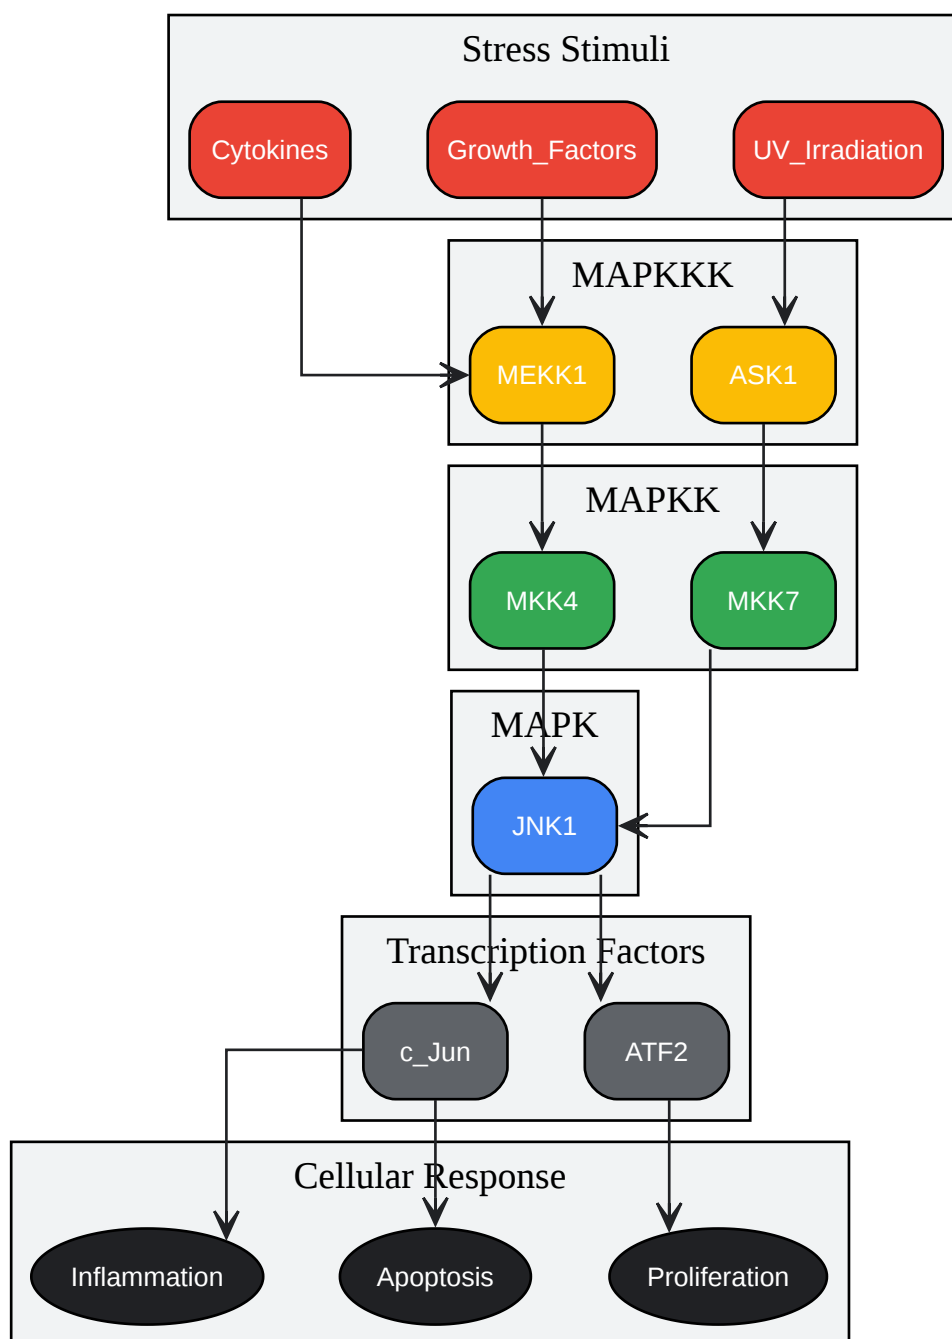 Stress Stimuli
Cytokines
Growth_Factors
UV_Irradiation
MAPKKK
MEKK1
ASK1
MAPKK
MKK4
MKK7
MAPK
JNK1
Transcription Factors
c_Jun
ATF2
Cellular Response
Inflammation
Apoptosis
Proliferation